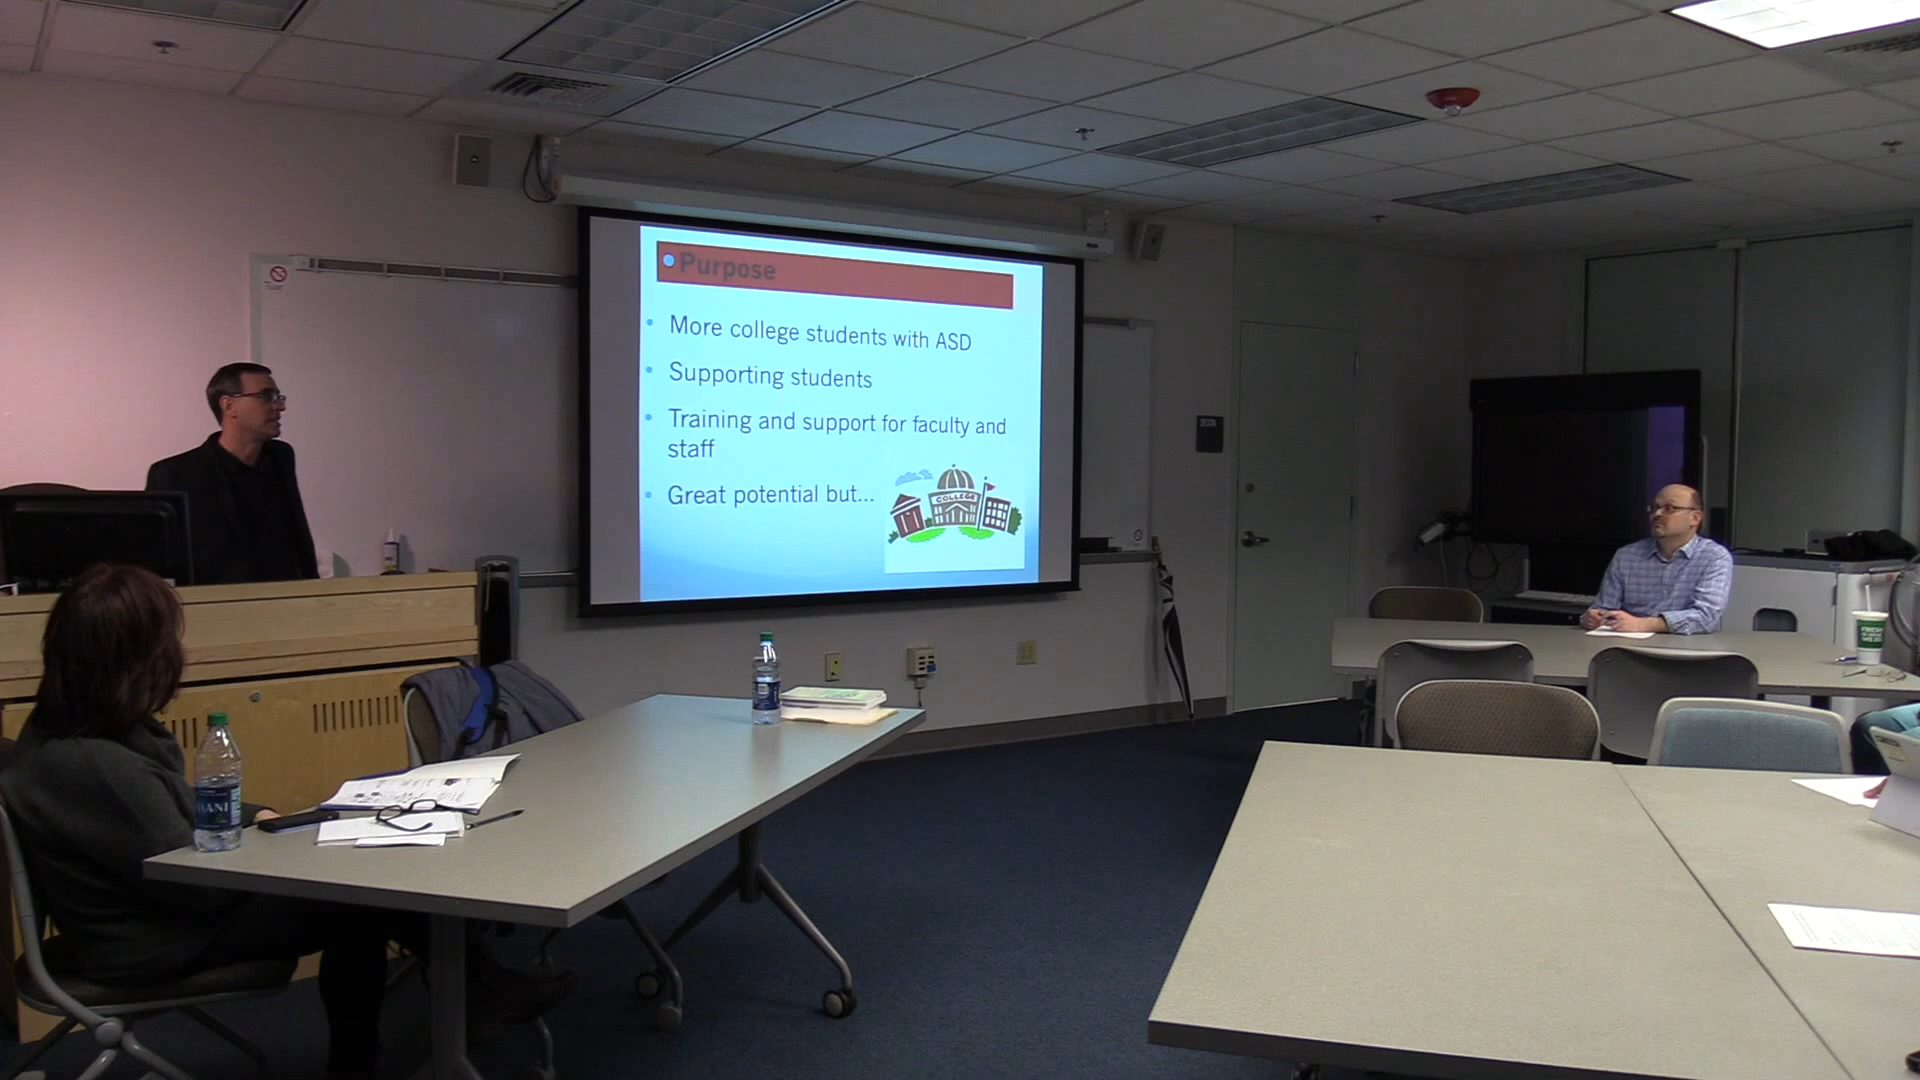 Purpose
More college students with ASD
Supporting students
Training and support for faculty and
staff
Great potential but...
COLLEGE
FRESH